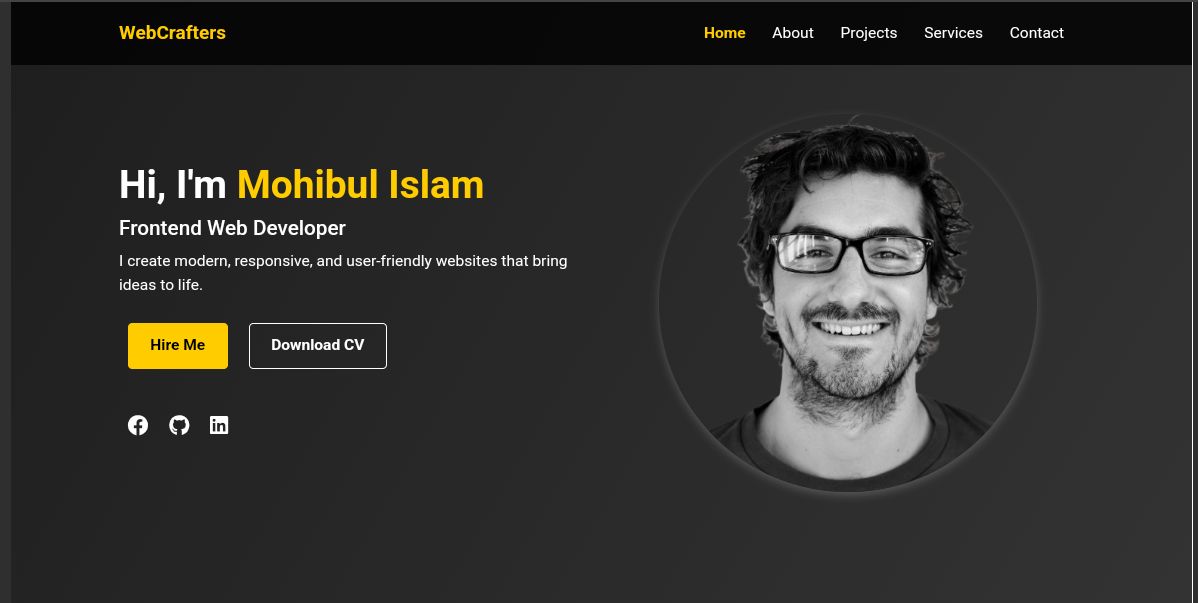 WebCrafters
Home About Projects Services Contact
Hi, I'm Mohibul Islam
Frontend Web Developer
I create modern, responsive, and user-friendly websites that bring
ideas to life.
Hire Me
Download CV